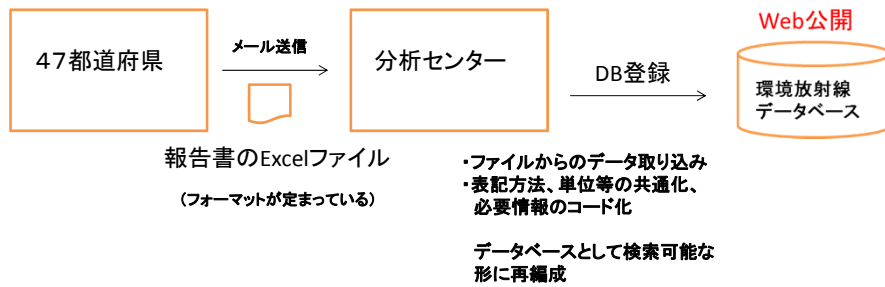 Web公開
47都道府県
メール送信
分析センター
DB登録
環境放射線
データベース
報告書のExcelファイル
(フォーマットが定まっている)
・ファイルからのデータ取り込み
・表記方法、単位等の共通化、
必要情報のコード化
データベースとして検索可能な
形に再編成